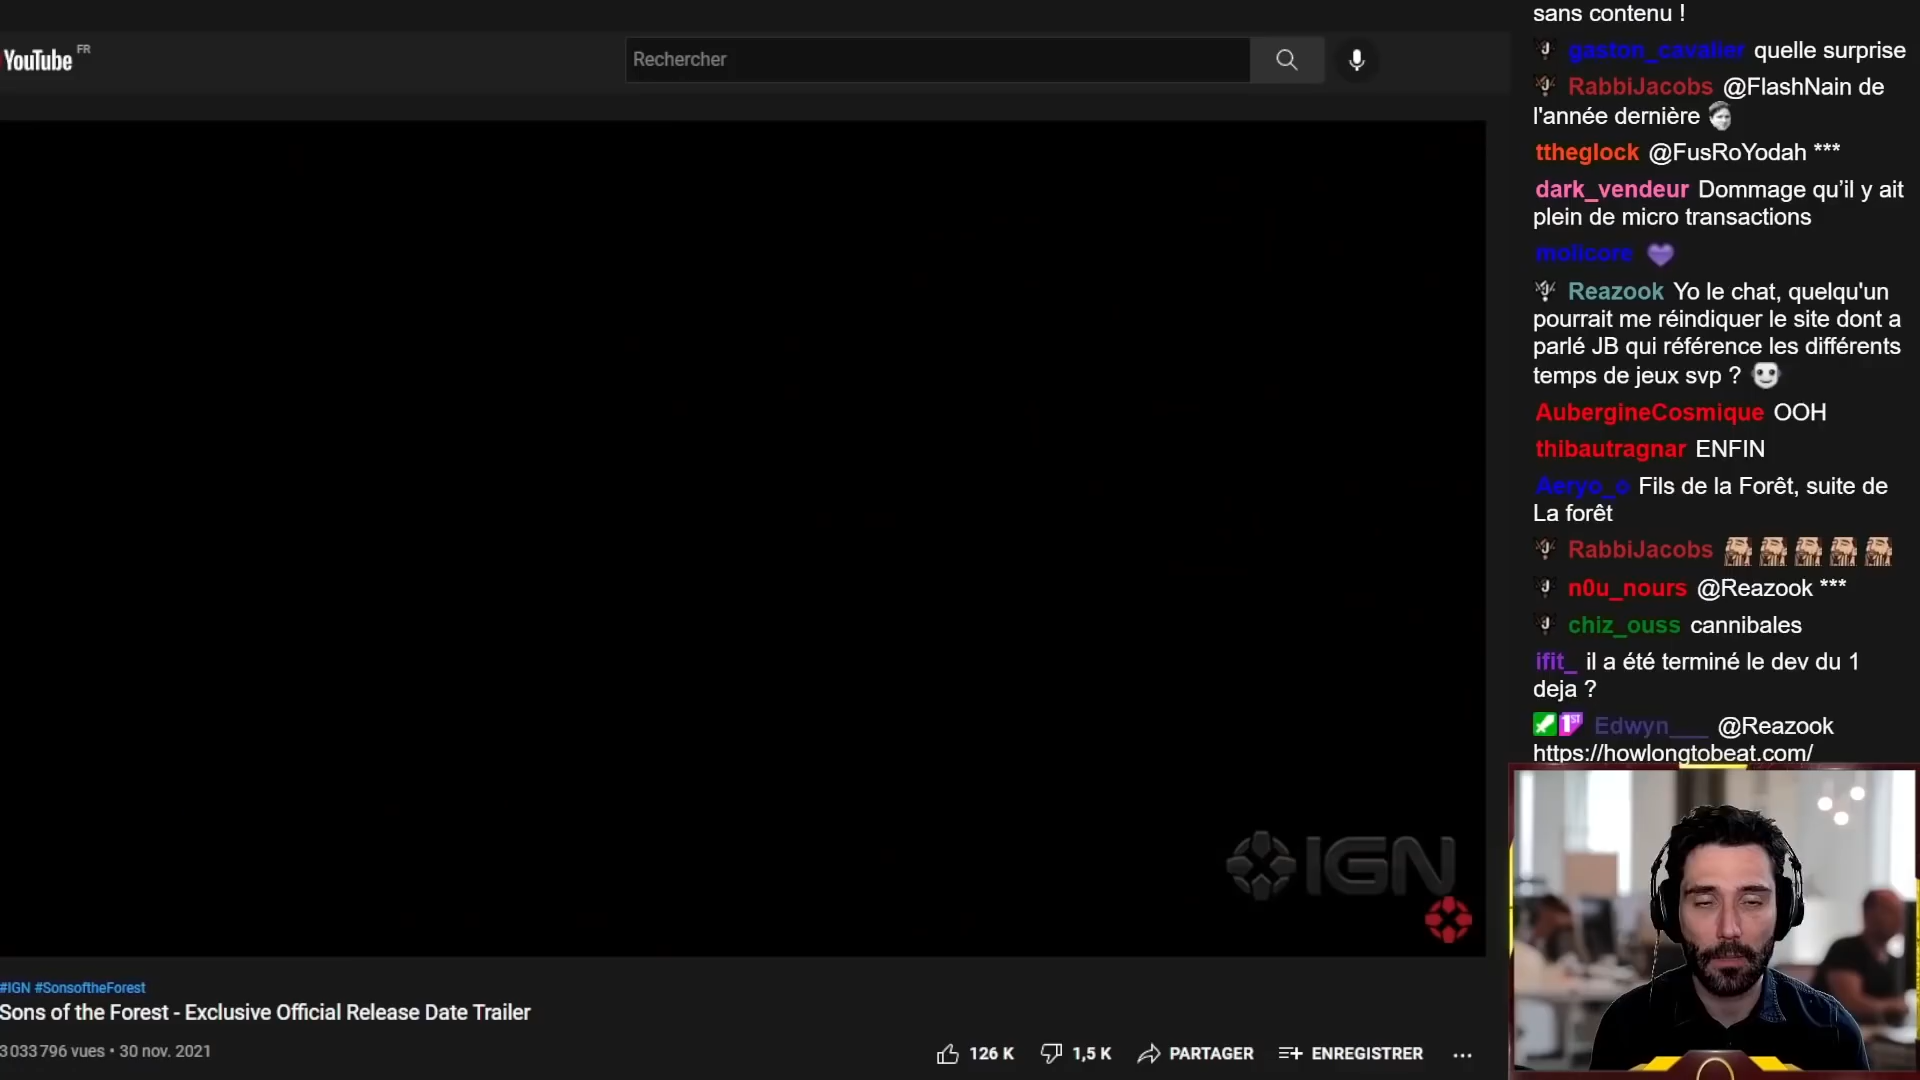 YouTube FR
Rechercher
IGN
#IGN #SonsoftheForest
Sons of the Forest - Exclusive Official Release Date Trailer
3 033 796 vues • 30 nov. 2021
126 K
1,5 K
PARTAGER
ENREGISTRER
sans contenu !
gaston_cavalier quelle surprise
RabbiJacobs @FlashNain de
l'année dernière
ttheglock @FusRoYodah ***
dark_vendeur Dommage qu’il y ait
plein de micro transactions
molicore
Reazook Yo le chat, quelqu'un
pourrait me réindiquer le site dont a
parlé JB qui référence les différents
temps de jeux svp ?
AubergineCosmique OOH
thibautragnar ENFIN
Aeryo_o Fils de la Forêt, suite de
La forêt
RabbiJacobs
n0u_nours @Reazook ***
chiz_ouss cannibales
ifit_ il a été terminé le dev du 1
deja ?
1ST Edwyn___ @Reazook
https://howlongtobeat.com/